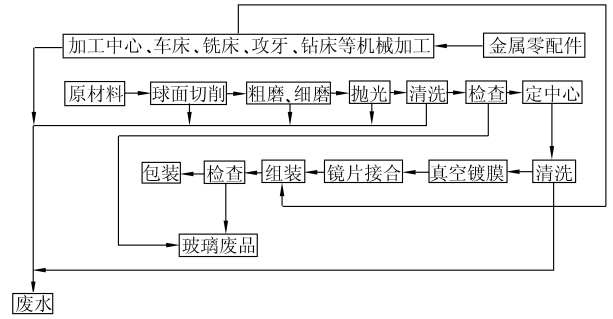 加工中心、车床、铣床、攻牙、钻床等机械加工 金属零配件
原材料 球面切削 粗磨、细磨 抛光 清洗 检查 定中心
包装 检查 组装 镜片接合 真空镀膜 清洗
玻璃废品
废水